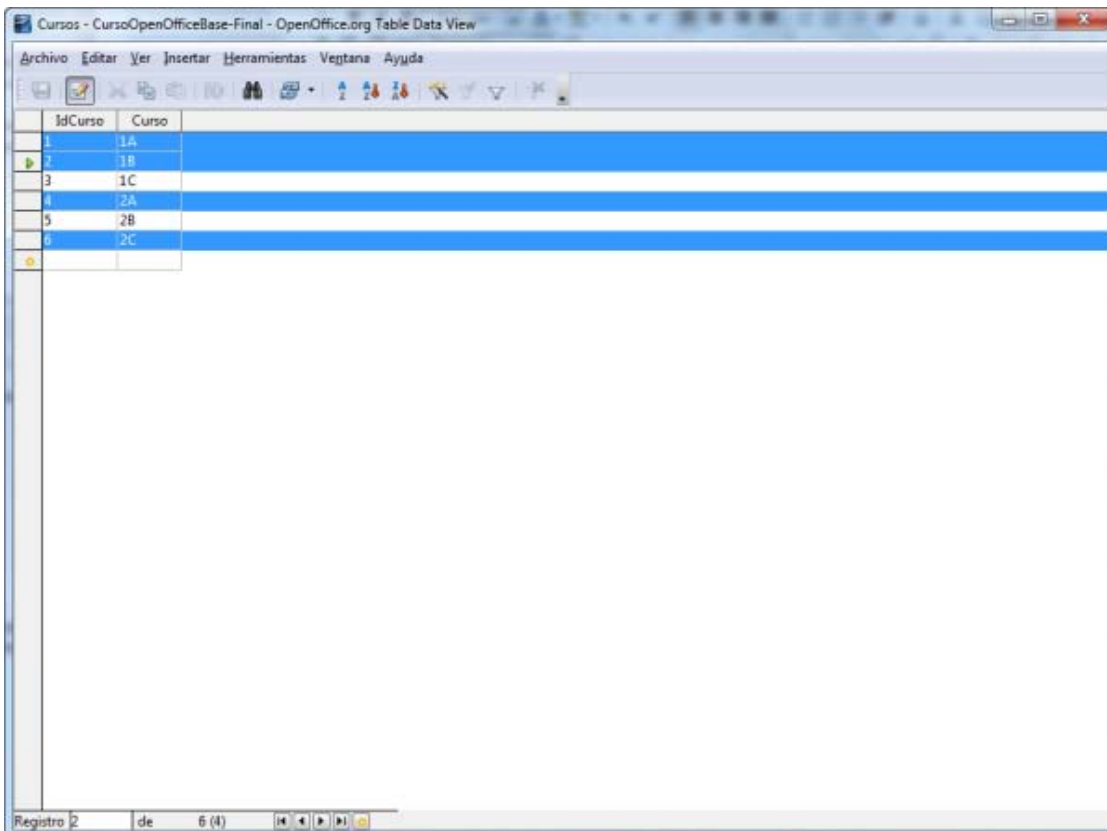 Cursos - CursoOpenOfficeBase-Final - OpenOffice.org Table Data View
Archivo Editar Ver Insertar Herramientas Ventana Ayuda
IdCurso Curso
1 1A
2 1B
3 1C
4 2A
5 2B
6 2C
Registro 2 de 6 (4)